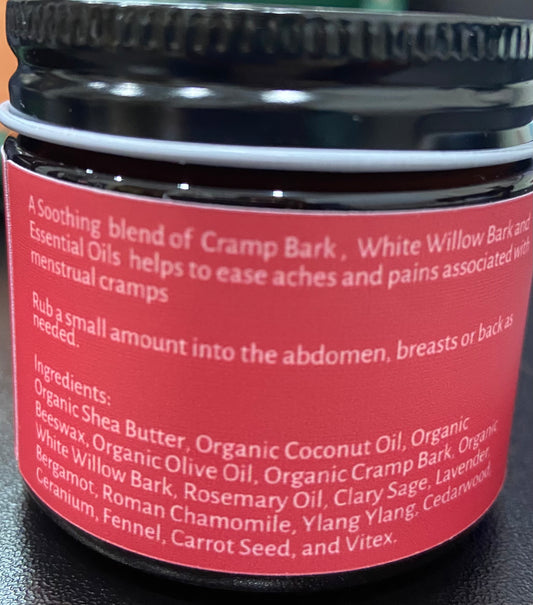 A Soothing blend of Cramp Bark, White Willow Bark and
Essential Oils helps to ease aches and pains associated with
menstrual cramps
Rub a small amount into the abdomen, breasts or back as
needed.
Ingredients:
Organic Shea Butter, Organic Coconut Oil, Organic
Beeswax, Organic Olive Oil, Organic Cramp Bark, Organic
White Willow Bark, Rosemary Oil, Clary Sage, Lavender,
Bergamot, Roman Chamomile, Ylang Ylang, Cedarwood,
Geranium, Fennel, Carrot Seed, and Vitex.